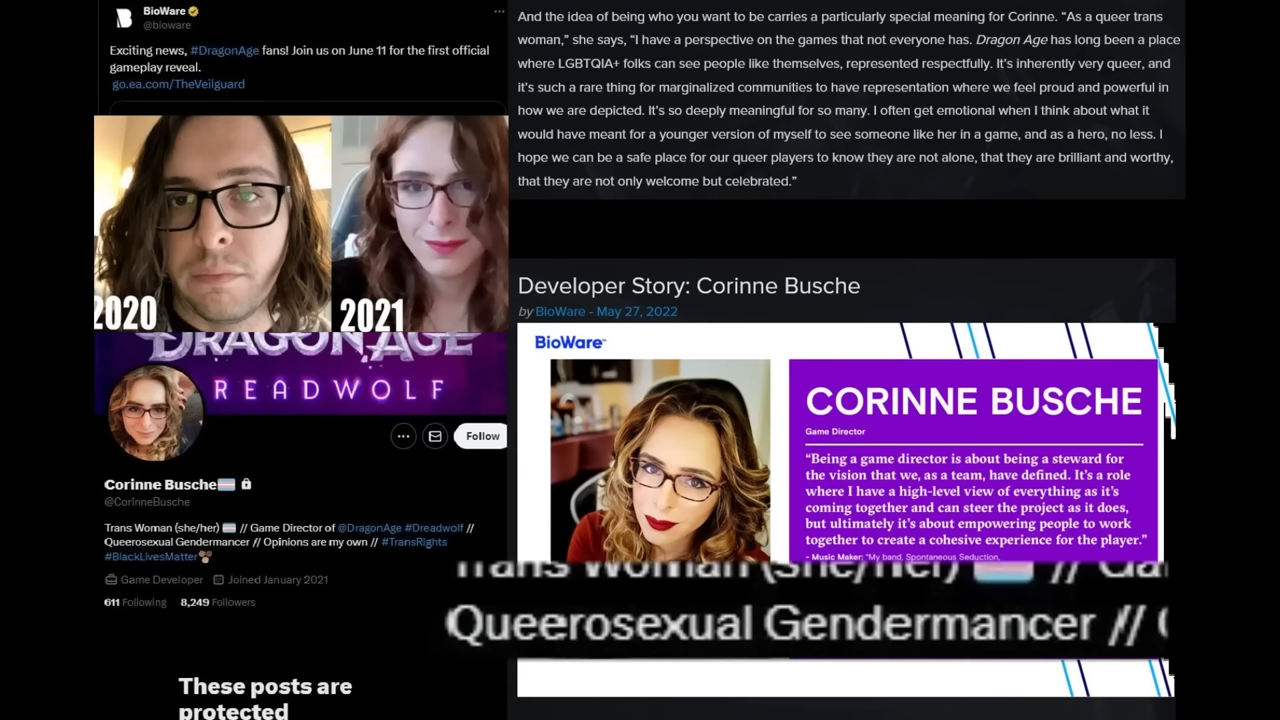 BioWare
@bioware
Exciting news, #DragonAge fans! Join us on June 11 for the first official
gameplay reveal.
go.ea.com/TheVeilguard
2020
2021
DRAGON AGE
READWOLF
Follow
Corinne Busche
@CorinneBusche
Trans Woman (she/her) // Game Director of @DragonAge #Dreadwolf //
Queerosexual Gendermancer // Opinions are my own // #TransRights
#BlackLivesMatter
Game Developer Joined January 2021
611 Following 8,249 Followers
These posts are
protected
And the idea of being who you want to be carries a particularly special meaning for Corinne. “As a queer trans
woman,” she says, “I have a perspective on the games that not everyone has. Dragon Age has long been a place
where LGBTQIA+ folks can see people like themselves, represented respectfully. It’s inherently very queer, and
it’s such a rare thing for marginalized communities to have representation where we feel proud and powerful in
how we are depicted. It’s so deeply meaningful for so many. I often get emotional when I think about what it
would have meant for a younger version of myself to see someone like her in a game, and as a hero, no less. I
hope we can be a safe place for our queer players to know they are not alone, that they are brilliant and worthy,
that they are not only welcome but celebrated.”
Developer Story: Corinne Busche
by BioWare - May 27, 2022
BioWare™
CORINNE BUSCHE
Game Director
“Being a game director is about being a steward for
the vision that we, as a team, have defined. It’s a role
where I have a high-level view of everything as it’s
coming together and can steer the project as it does,
but ultimately it’s about empowering people to work
together to create a cohesive experience for the player.”
- Music Maker: “My band, Spontaneous Seduction,
Trans Woman (she/her) // Ga
Queerosexual Gendermancer //